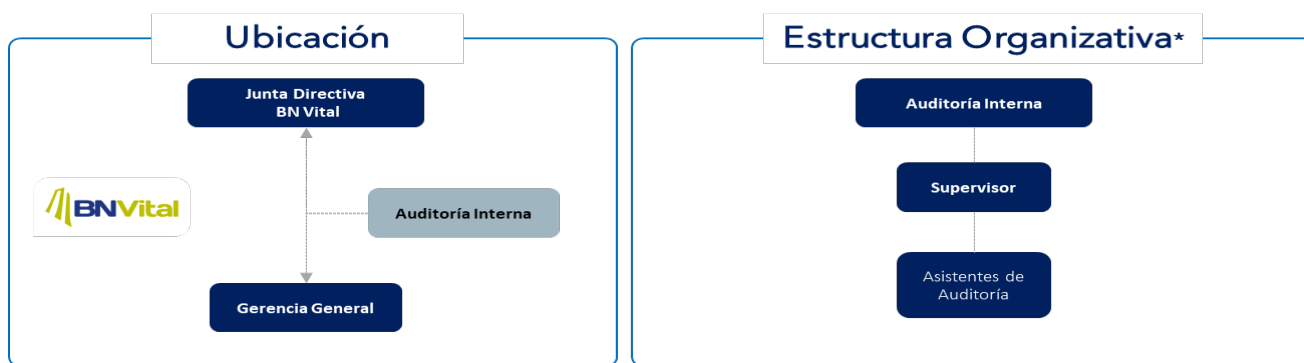 Ubicación
Junta Directiva
BN Vital
BNVital
Auditoría Interna
Gerencia General
Estructura Organizativa*
Auditoría Interna
Supervisor
Asistentes de
Auditoría